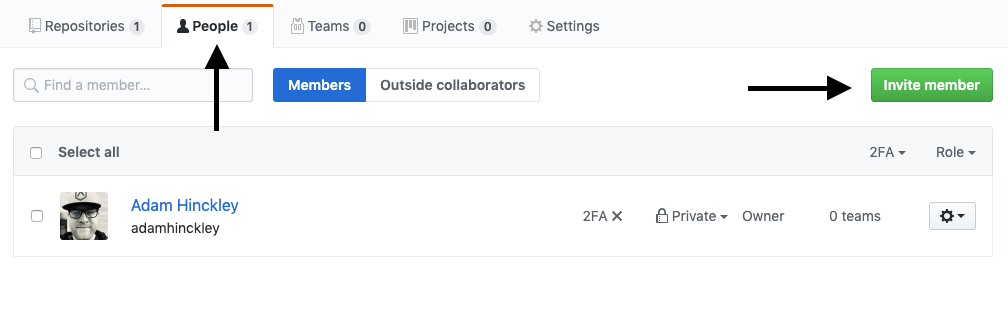 Repositories 1 People 1 Teams 0 Projects 0 Settings
Find a member... Members Outside collaborators Invite member
Select all 2FA Role
Adam Hinckley
adamhinckley 2FA Private Owner 0 teams